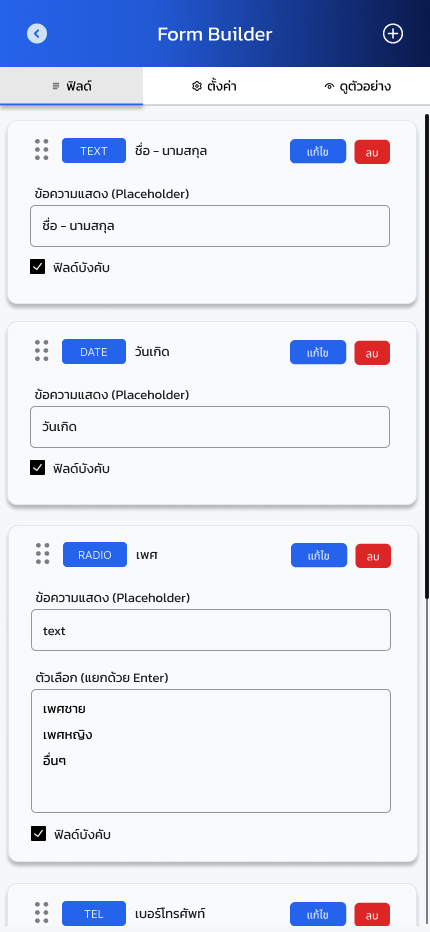 Form Builder
ฟิลด์ ตั้งค่า ดูตัวอย่าง
TEXT ชื่อ - นามสกุล แก้ไข ลบ
ข้อความแสดง (Placeholder)
ชื่อ - นามสกุล
ฟิลด์บังคับ
DATE วันเกิด แก้ไข ลบ
ข้อความแสดง (Placeholder)
วันเกิด
ฟิลด์บังคับ
RADIO เพศ แก้ไข ลบ
ข้อความแสดง (Placeholder)
text
ตัวเลือก (แยกด้วย Enter)
เพศชาย
เพศหญิง
อื่นๆ
ฟิลด์บังคับ
TEL เบอร์โทรศัพท์ แก้ไข ลบ